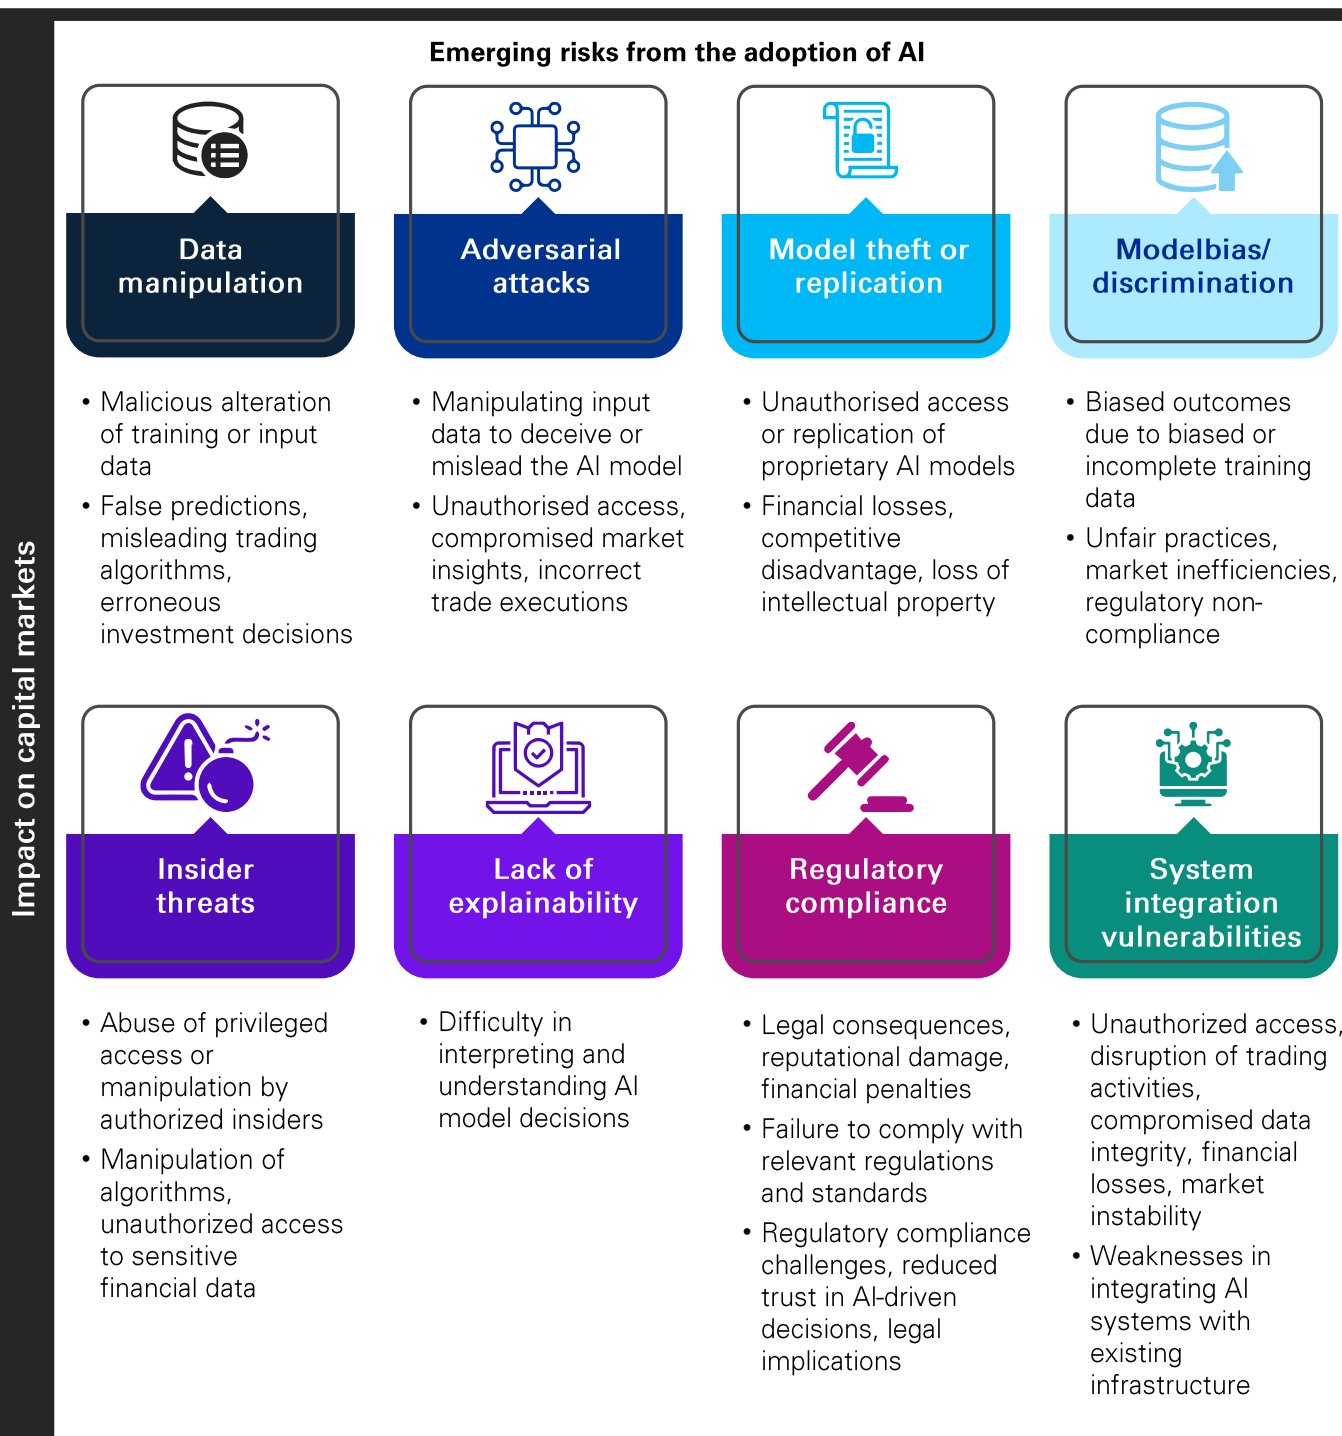 Emerging risks from the adoption of AI
Impact on capital markets
Data
manipulation
• Malicious alteration
of training or input
data
• False predictions,
misleading trading
algorithms,
erroneous
investment decisions
Adversarial
attacks
• Manipulating input
data to deceive or
mislead the AI model
• Unauthorised access,
compromised market
insights, incorrect
trade executions
Model theft or
replication
• Unauthorised access
or replication of
proprietary AI models
• Financial losses,
competitive
disadvantage, loss of
intellectual property
Modelbias/
discrimination
• Biased outcomes
due to biased or
incomplete training
data
• Unfair practices,
market inefficiencies,
regulatory non-
compliance
Insider
threats
• Abuse of privileged
access or
manipulation by
authorized insiders
• Manipulation of
algorithms,
unauthorized access
to sensitive
financial data
Lack of
explainability
• Difficulty in
interpreting and
understanding AI
model decisions
Regulatory
compliance
• Legal consequences,
reputational damage,
financial penalties
• Failure to comply with
relevant regulations
and standards
• Regulatory compliance
challenges, reduced
trust in AI-driven
decisions, legal
implications
System
integration
vulnerabilities
• Unauthorized access,
disruption of trading
activities,
compromised data
integrity, financial
losses, market
instability
• Weaknesses in
integrating AI
systems with
existing
infrastructure